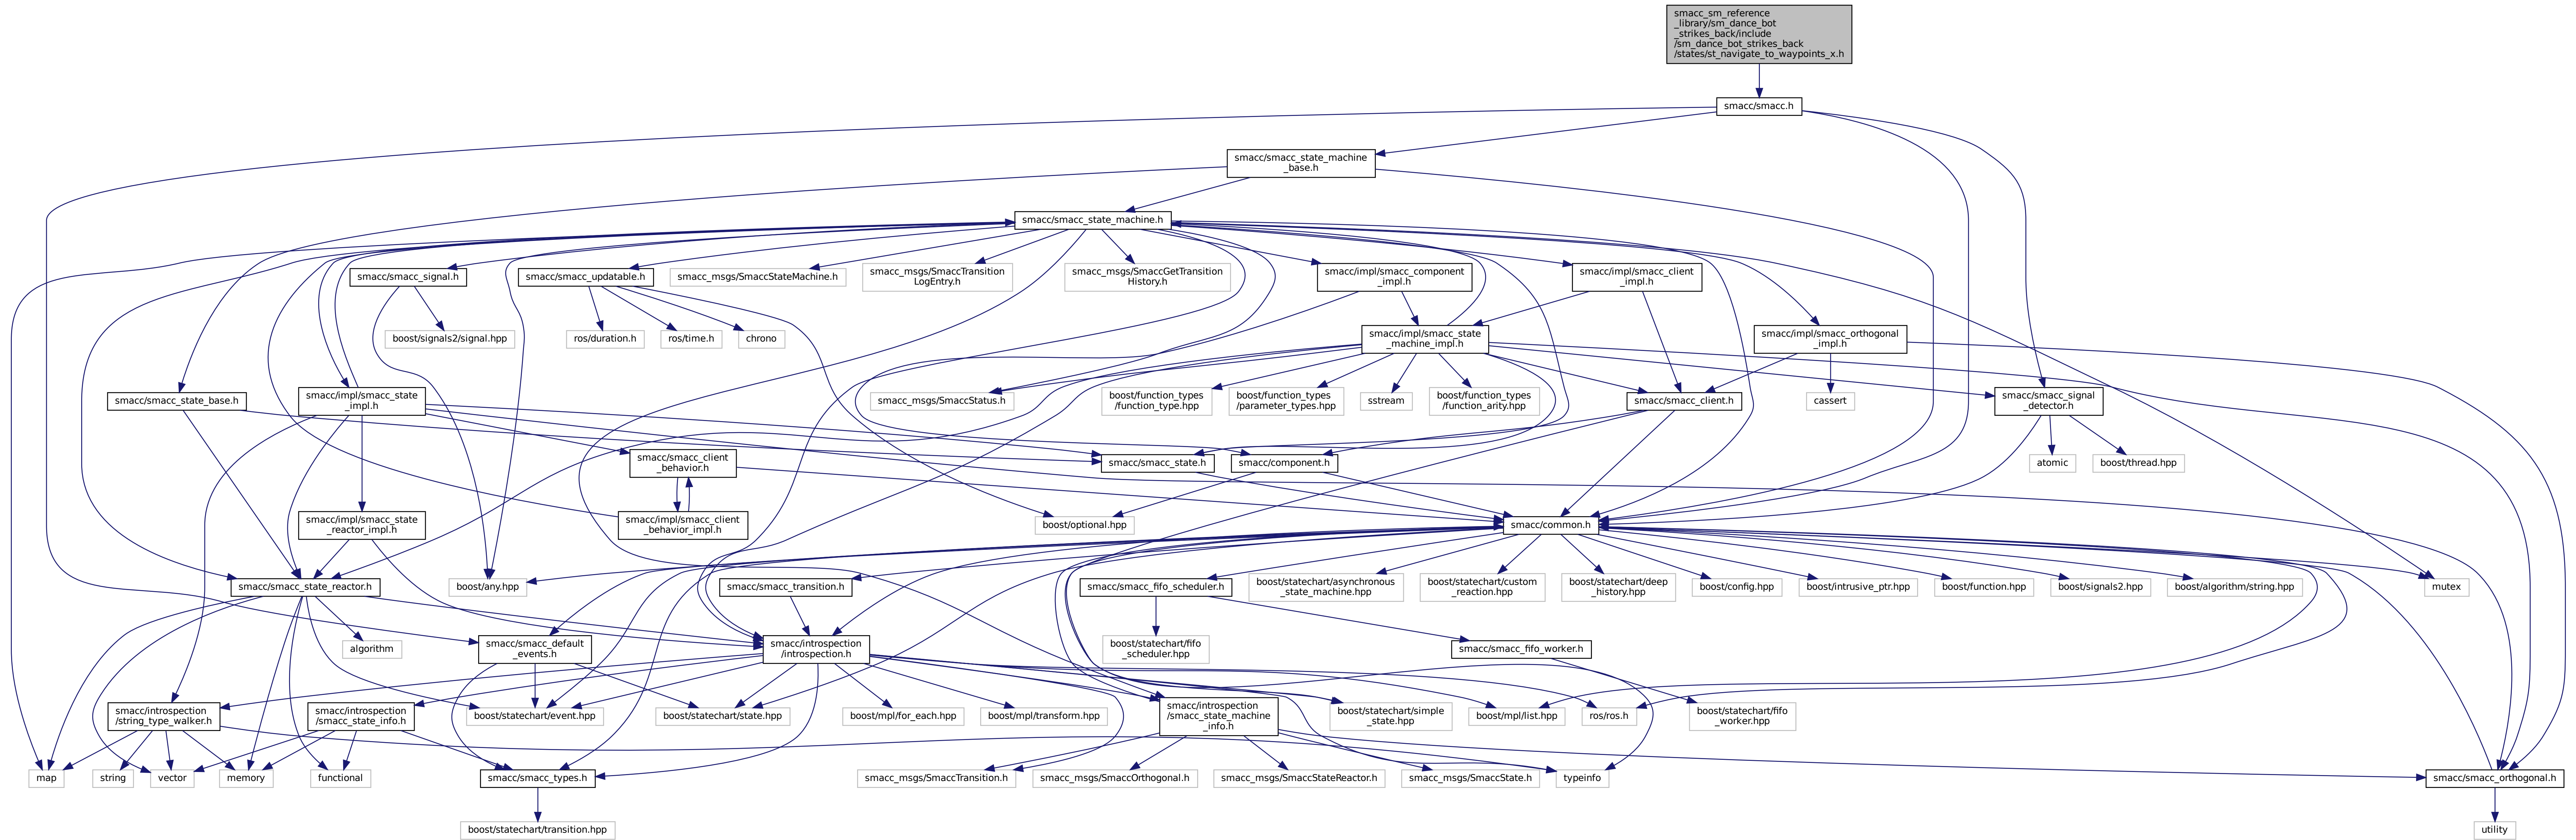 smacc_sm_reference
_library/sm_dance_bot
_strikes_back/include
/sm_dance_bot_strikes_back
/states/st_navigate_to_waypoints_x.h
smacc/smacc.h
smacc/smacc_state_machine
_base.h
smacc/smacc_state_machine.h
smacc/smacc_signal.h
smacc/smacc_updatable.h
smacc_msgs/SmaccStateMachine.h
smacc_msgs/SmaccTransition
LogEntry.h
smacc_msgs/SmaccGetTransition
History.h
smacc/impl/smacc_component
_impl.h
smacc/impl/smacc_client
_impl.h
boost/signals2/signal.hpp
ros/duration.h
ros/time.h
chrono
smacc/impl/smacc_state
_machine_impl.h
smacc/impl/smacc_orthogonal
_impl.h
smacc/smacc_state_base.h
smacc/impl/smacc_state
_impl.h
smacc_msgs/SmaccStatus.h
boost/function_types
/function_type.hpp
boost/function_types
/parameter_types.hpp
sstream
boost/function_types
/function_arity.hpp
smacc/smacc_client.h
cassert
smacc/smacc_signal
_detector.h
smacc/smacc_client
_behavior.h
smacc/smacc_state.h
smacc/component.h
atomic
boost/thread.hpp
smacc/impl/smacc_state
_reactor_impl.h
smacc/impl/smacc_client
_behavior_impl.h
boost/optional.hpp
smacc/common.h
smacc/smacc_state_reactor.h
boost/any.hpp
smacc/smacc_transition.h
smacc/smacc_fifo_scheduler.h
boost/statechart/asynchronous
_state_machine.hpp
boost/statechart/custom
_reaction.hpp
boost/statechart/deep
_history.hpp
boost/config.hpp
boost/intrusive_ptr.hpp
boost/function.hpp
boost/signals2.hpp
boost/algorithm/string.hpp
mutex
algorithm
smacc/smacc_default
_events.h
smacc/introspection
/introspection.h
boost/statechart/fifo
_scheduler.hpp
smacc/smacc_fifo_worker.h
smacc/introspection
/string_type_walker.h
smacc/introspection
/smacc_state_info.h
boost/statechart/event.hpp
boost/statechart/state.hpp
boost/mpl/for_each.hpp
boost/mpl/transform.hpp
smacc/introspection
/smacc_state_machine
_info.h
boost/statechart/simple
_state.hpp
boost/mpl/list.hpp
ros/ros.h
boost/statechart/fifo
_worker.hpp
map
string
vector
memory
functional
smacc/smacc_types.h
smacc_msgs/SmaccTransition.h
smacc_msgs/SmaccOrthogonal.h
smacc_msgs/SmaccStateReactor.h
smacc_msgs/SmaccState.h
typeinfo
smacc/smacc_orthogonal.h
boost/statechart/transition.hpp
utility